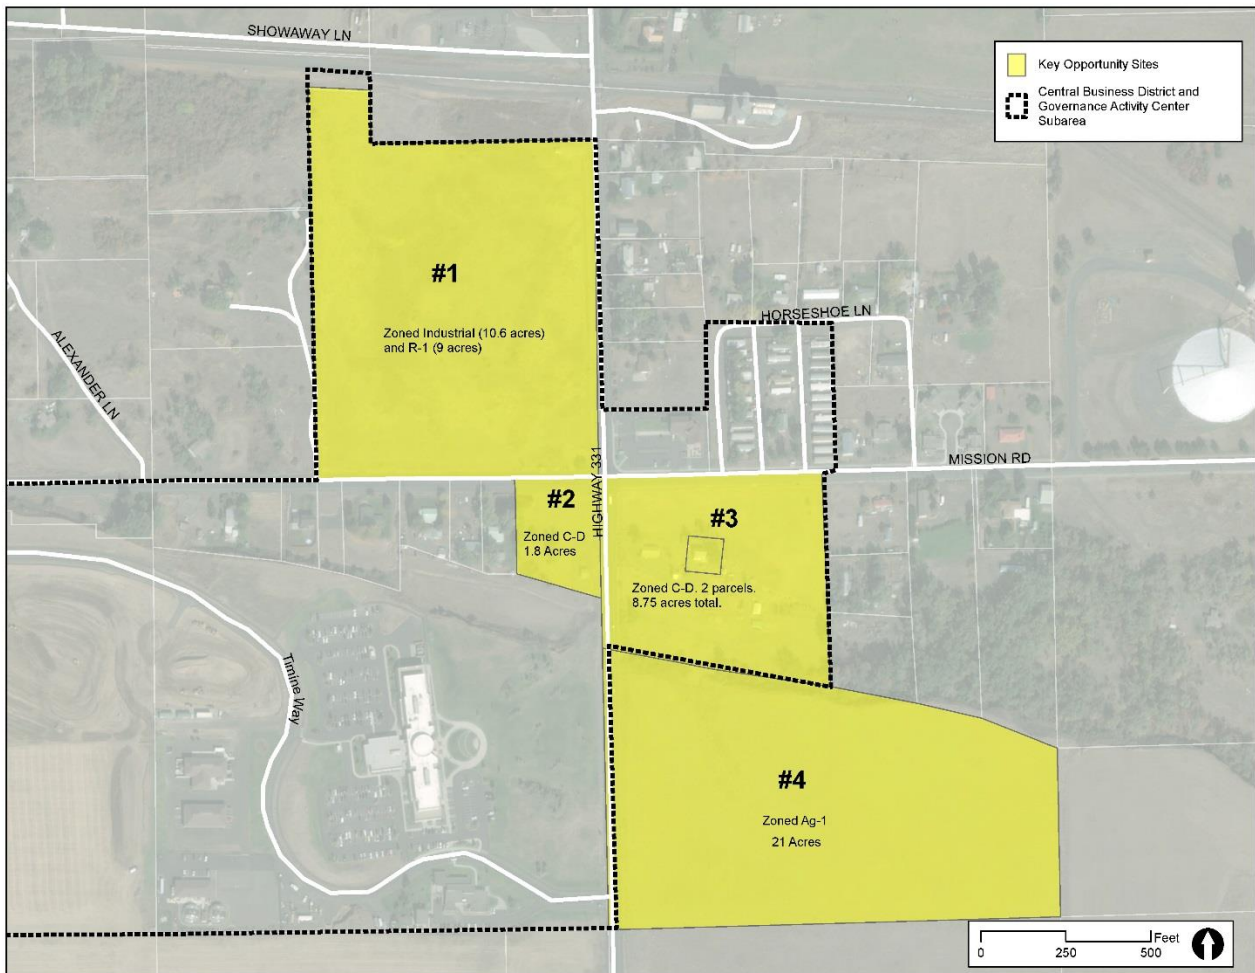 SHOWAWAY LN
Key Opportunity Sites
Central Business District and
Governance Activity Center
Subarea
#1
Zoned Industrial (10.6 acres)
and R-1 (9 acres)
HORSESHOE LN
ALEXANDER LN
HIGHWAY 331
MISSION RD
#2
Zoned C-D
1.8 Acres
#3
Zoned C-D. 2 parcels.
8.75 acres total.
Timine Way
#4
Zoned Ag-1
21 Acres
Feet
0 250 500